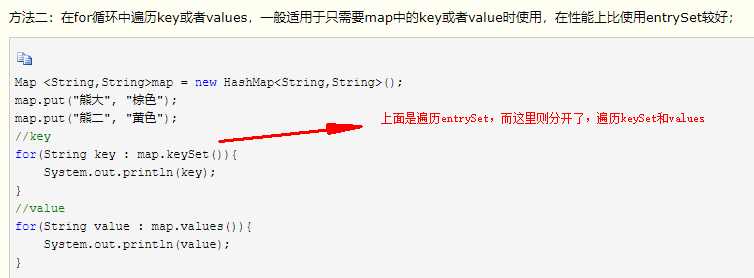 方法二：在for循环中遍历key或者values，一般适用于只需要map中的key或者value时使用，在性能上比使用entrySet较好；
Map <String,String>map = new HashMap<String,String>();
map.put("熊大", "棕色");
map.put("熊二", "黄色");
//key
上面是遍历entrySet，而这里则分开了，遍历keySet和values
for(String key : map.keySet()){
    System.out.println(key);
}
//value
for(String value : map.values()){
    System.out.println(value);
}